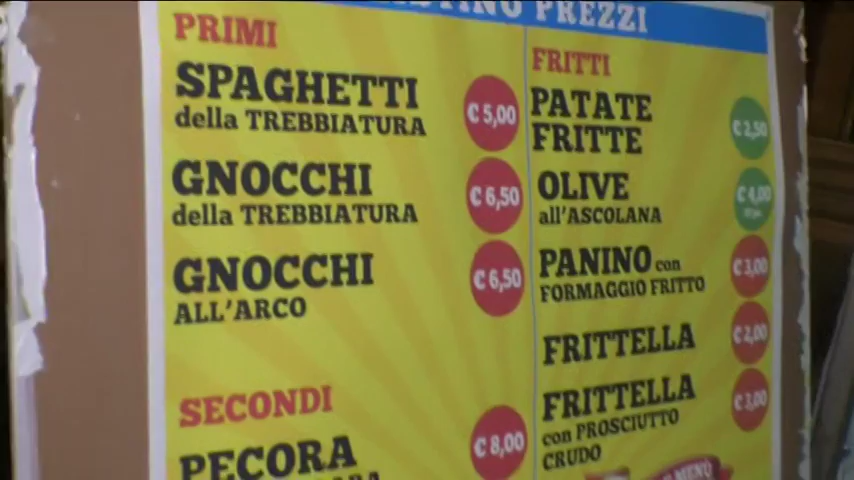 PREZZI
PRIMI
SPAGHETTI
della TREBBIATURA
€ 5,00
GNOCCHI
della TREBBIATURA
€ 6,50
GNOCCHI
ALL'ARCO
€ 6,50
SECONDI
PECORA
€ 8,00
FRITTI
PATATE
FRITTE
€ 2,50
OLIVE
all'ASCOLANA
€ 4,00
PANINO con
FORMAGGIO FRITTO
€ 3,00
FRITTELLA
€ 2,00
FRITTELLA
con PROSCIUTTO
CRUDO
€ 3,00
MENÙ